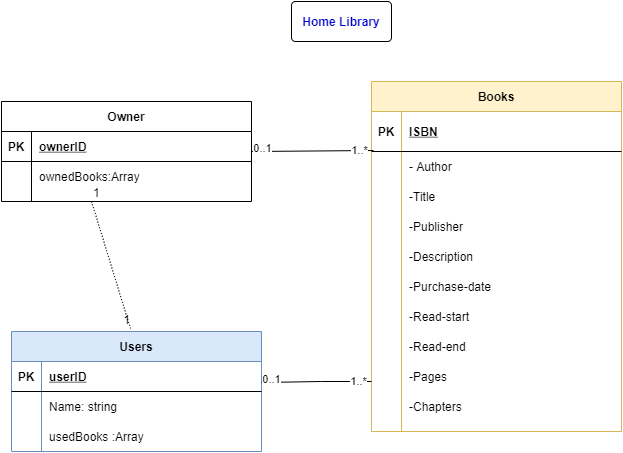 Home Library
Owner
PK ownerID
ownedBooks:Array
1
0..1
1..*
1
Books
PK ISBN
- Author
-Title
-Publisher
-Description
-Purchase-date
-Read-start
-Read-end
-Pages
-Chapters
Users
PK userID
Name: string
usedBooks :Array
0..1
1..*